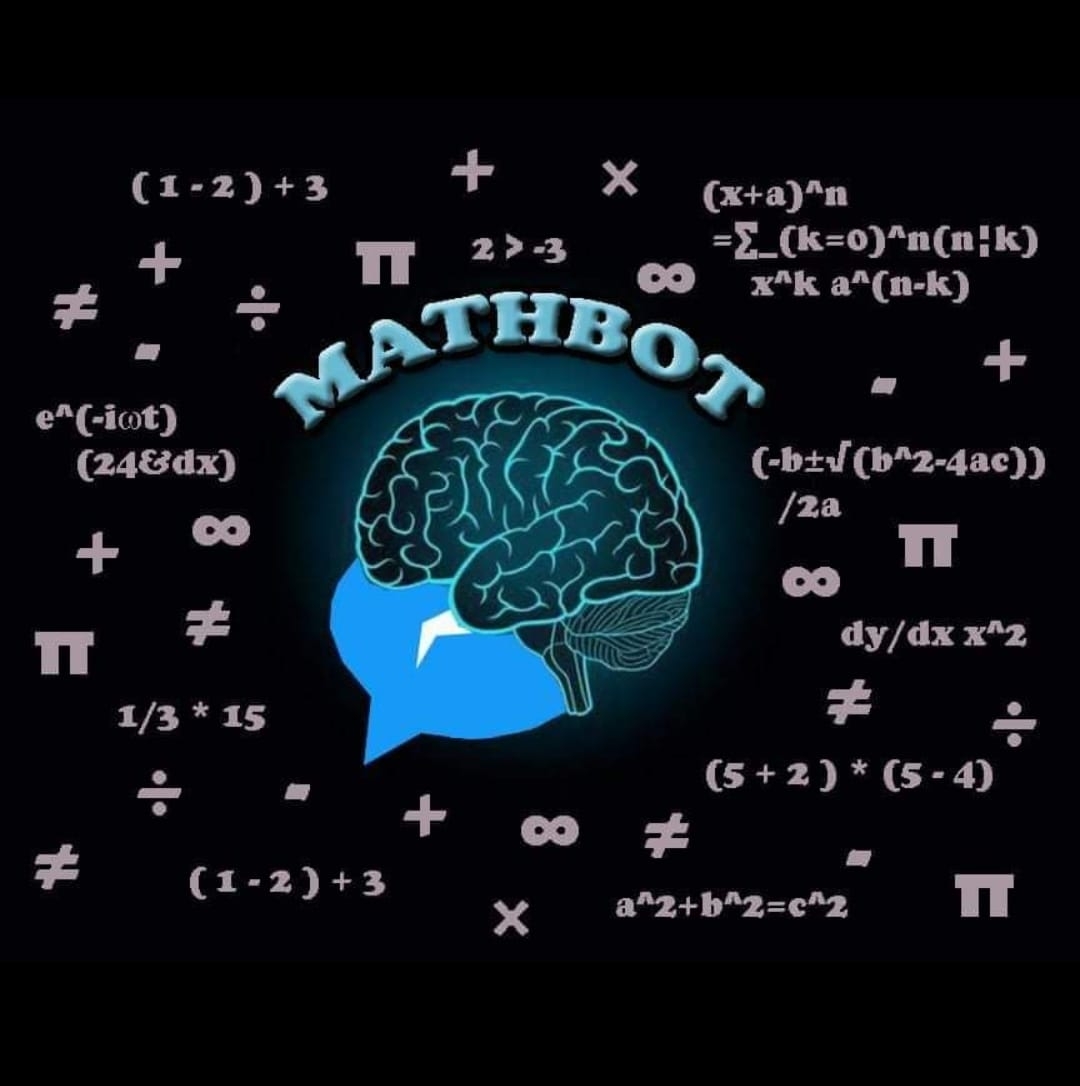 ( 1 - 2 ) + 3
+
×
(x+a)^n
=∑_(k=0)^n(n¦k)
x^k a^(n-k)
+
π
2 > -3
∞
≠
÷
-
MATHBOT
+
-
e^(-iωt)
(24&dx)
(-b±√(b^2-4ac))
/2a
+
∞
π
∞
π
≠
dy/dx x^2
1/3 * 15
≠
÷
÷
-
+
∞
≠
(5 + 2 ) * (5 - 4)
-
≠
( 1 - 2 ) + 3
×
a^2+b^2=c^2
π